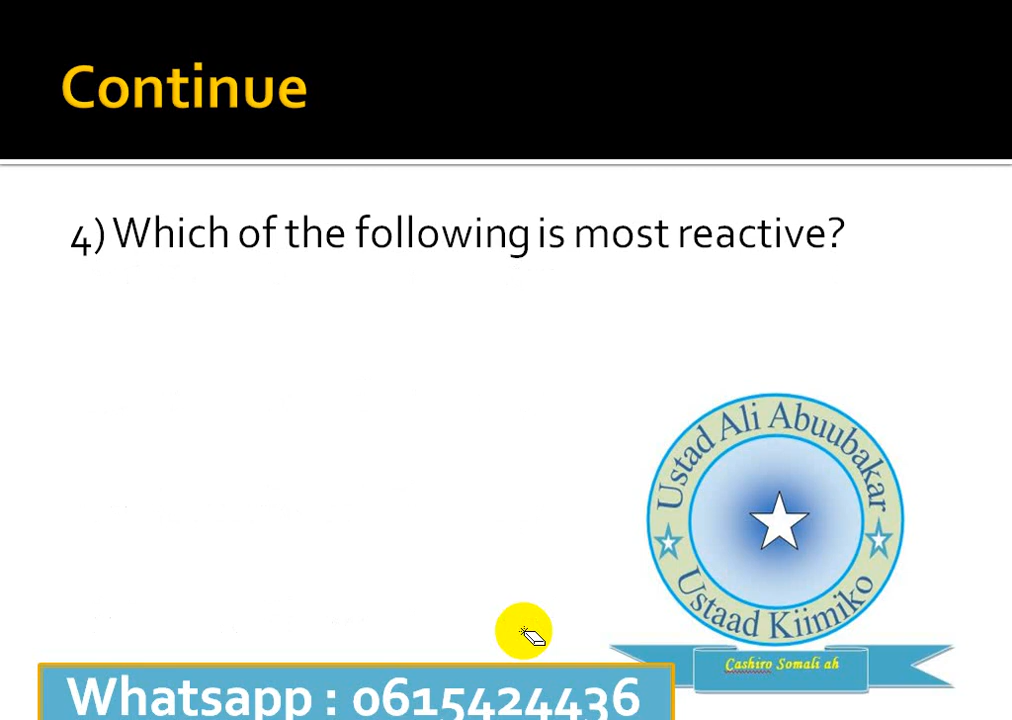 Continue
4) Which of the following is most reactive?
Ustad Ali Abuubakar
Ustaad Kiimiko
Cashiro Somali ah
Whatsapp : 0615424436